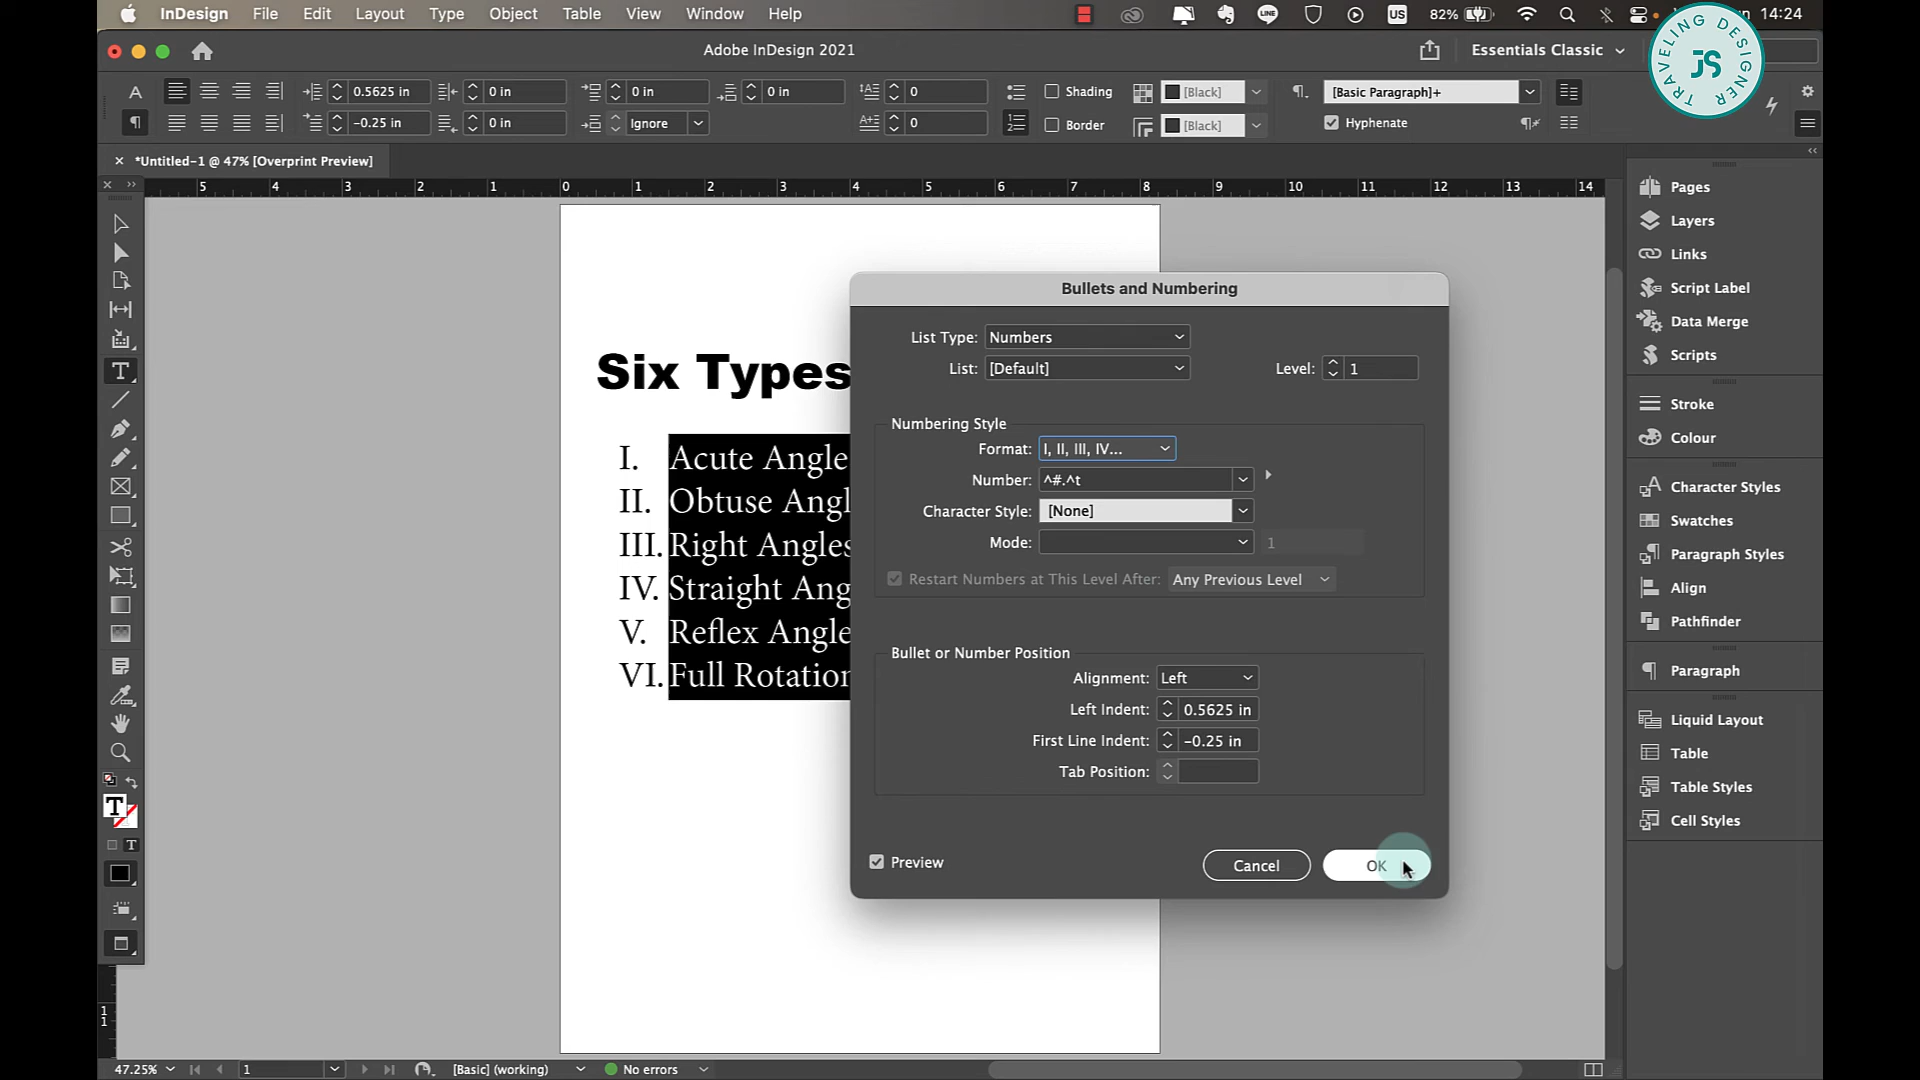 InDesign File Edit Layout Type Object Table View Window Help US 82% 14:24
Adobe InDesign 2021 Essentials Classic
TRAVELING DESIGNER JS
0.5625 in 0 in 0 in 0 in 0 Shading [Black] [Basic Paragraph]+
-0.25 in 0 in Ignore 0 Border [Black] Hyphenate
*Untitled-1 @ 47% [Overprint Preview]
5 4 3 2 1 0 1 2 3 4 5 6 7 8 9 10 11 12 13 14
Six Types
I. Acute Angle
II. Obtuse Angl
III. Right Angles
IV. Straight Ang
V. Reflex Angle
VI. Full Rotation
Bullets and Numbering
List Type: Numbers
List: [Default] Level: 1
Numbering Style
Format: I, II, III, IV...
Number: ^#.^t
Character Style: [None]
Mode: 1
Restart Numbers at This Level After: Any Previous Level
Bullet or Number Position
Alignment: Left
Left Indent: 0.5625 in
First Line Indent: -0.25 in
Tab Position:
Preview Cancel OK
Pages
Layers
Links
Script Label
Data Merge
Scripts
Stroke
Colour
Character Styles
Swatches
Paragraph Styles
Align
Pathfinder
Paragraph
Liquid Layout
Table
Table Styles
Cell Styles
1
1
47.25% 1 [Basic] (working) No errors